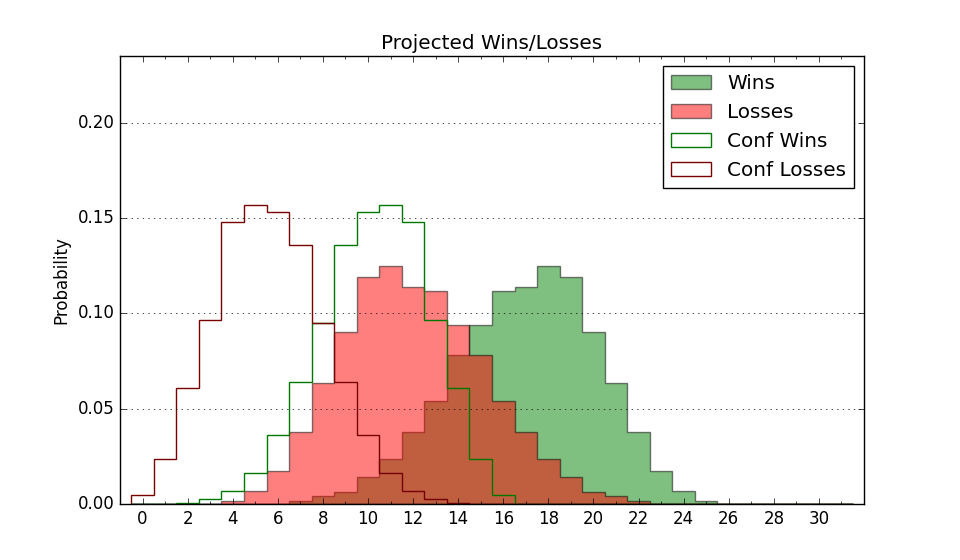 Projected Wins/Losses
Wins
Losses
Conf Wins
Conf Losses
Probability
0.20
0.15
0.10
0.05
0.00
0 2 4 6 8 10 12 14 16 18 20 22 24 26 28 30